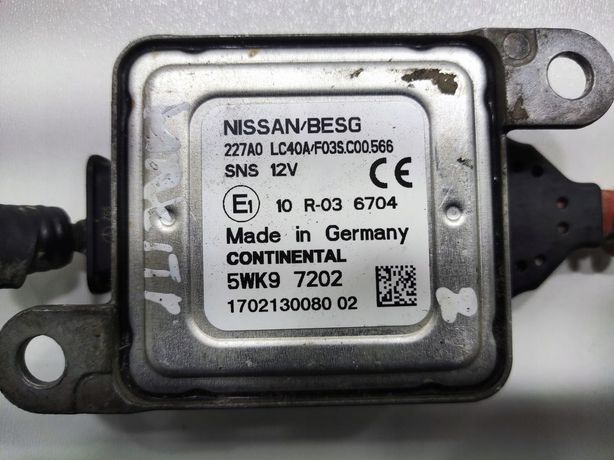 NISSAN/BESG
227A0 LC40A/F03S.C00.566
SNS 12V
CE
E1 10 R-03 6704
Made in Germany
CONTINENTAL
5WK9 7202
1702130080 02